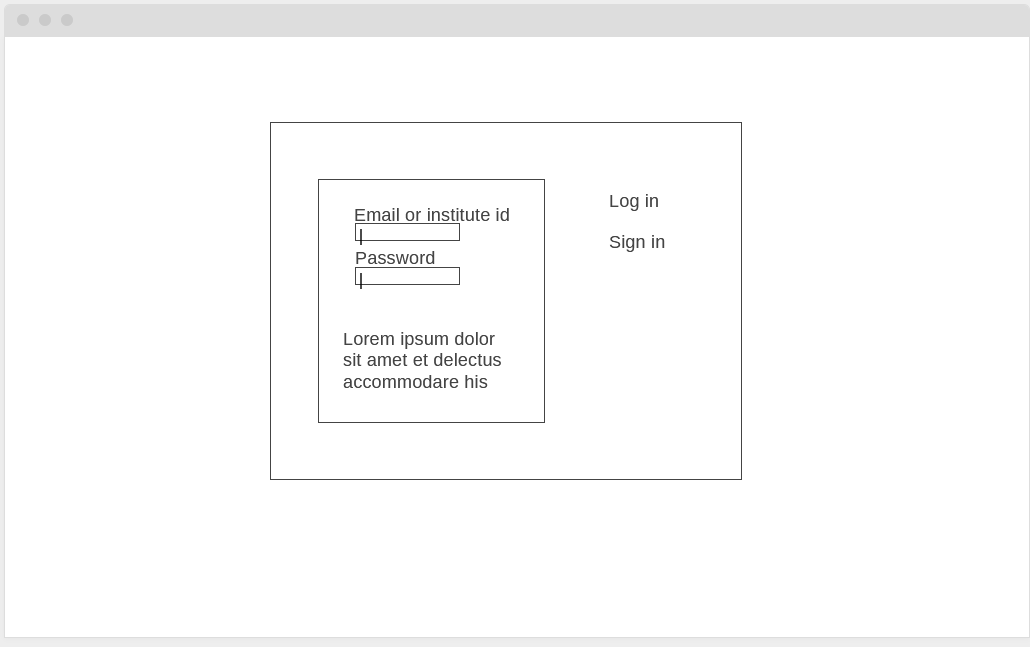 Email or institute id
Password
Lorem ipsum dolor
sit amet et delectus
accommodare his
Log in
Sign in